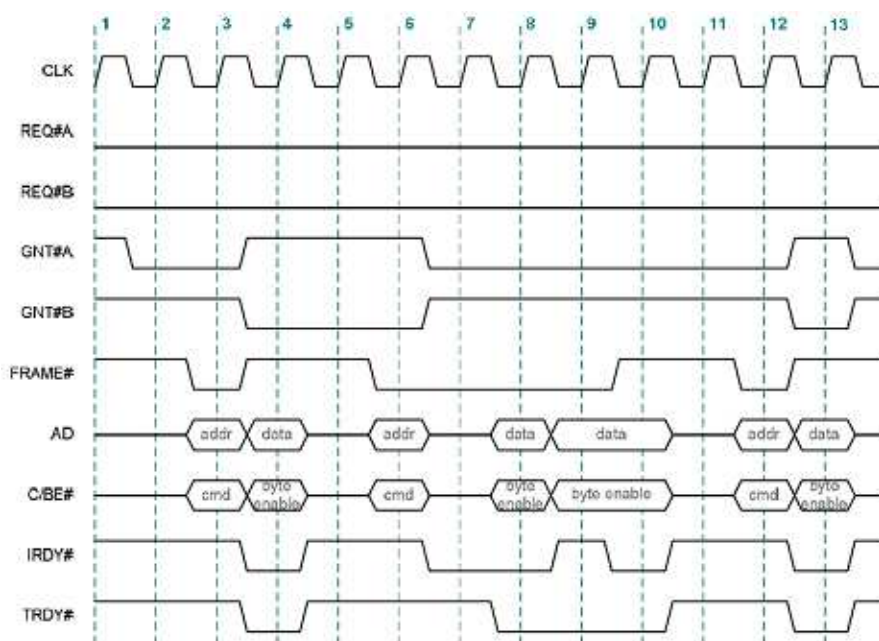 1 2 3 4 5 6 7 8 9 10 11 12 13
CLK
REQ#A
REQ#B
GNT#A
GNT#B
FRAME#
AD addr data addr data data addr data
C/BE# cmd byte enable cmd byte enable byte enable cmd byte enable
IRDY#
TRDY#